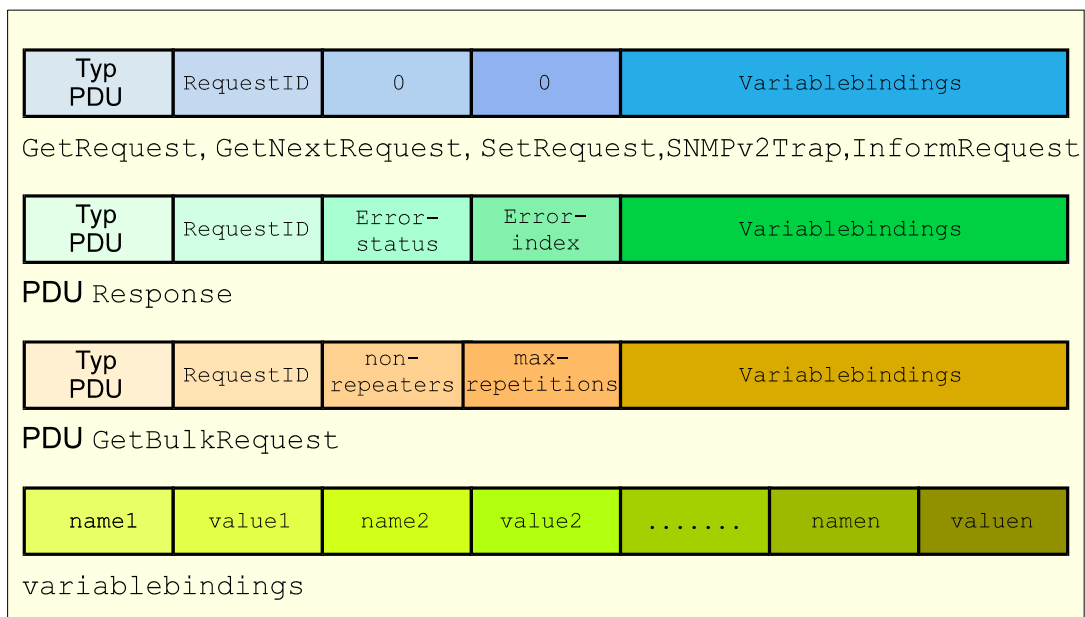 Typ PDU RequestID 0 0 Variablebindings
GetRequest, GetNextRequest, SetRequest,SNMPv2Trap,InformRequest
Typ PDU RequestID Error-status Error-index Variablebindings
PDU Response
Typ PDU RequestID non-repeaters max-repetitions Variablebindings
PDU GetBulkRequest
name1 value1 name2 value2 ....... namen valuen
variablebindings